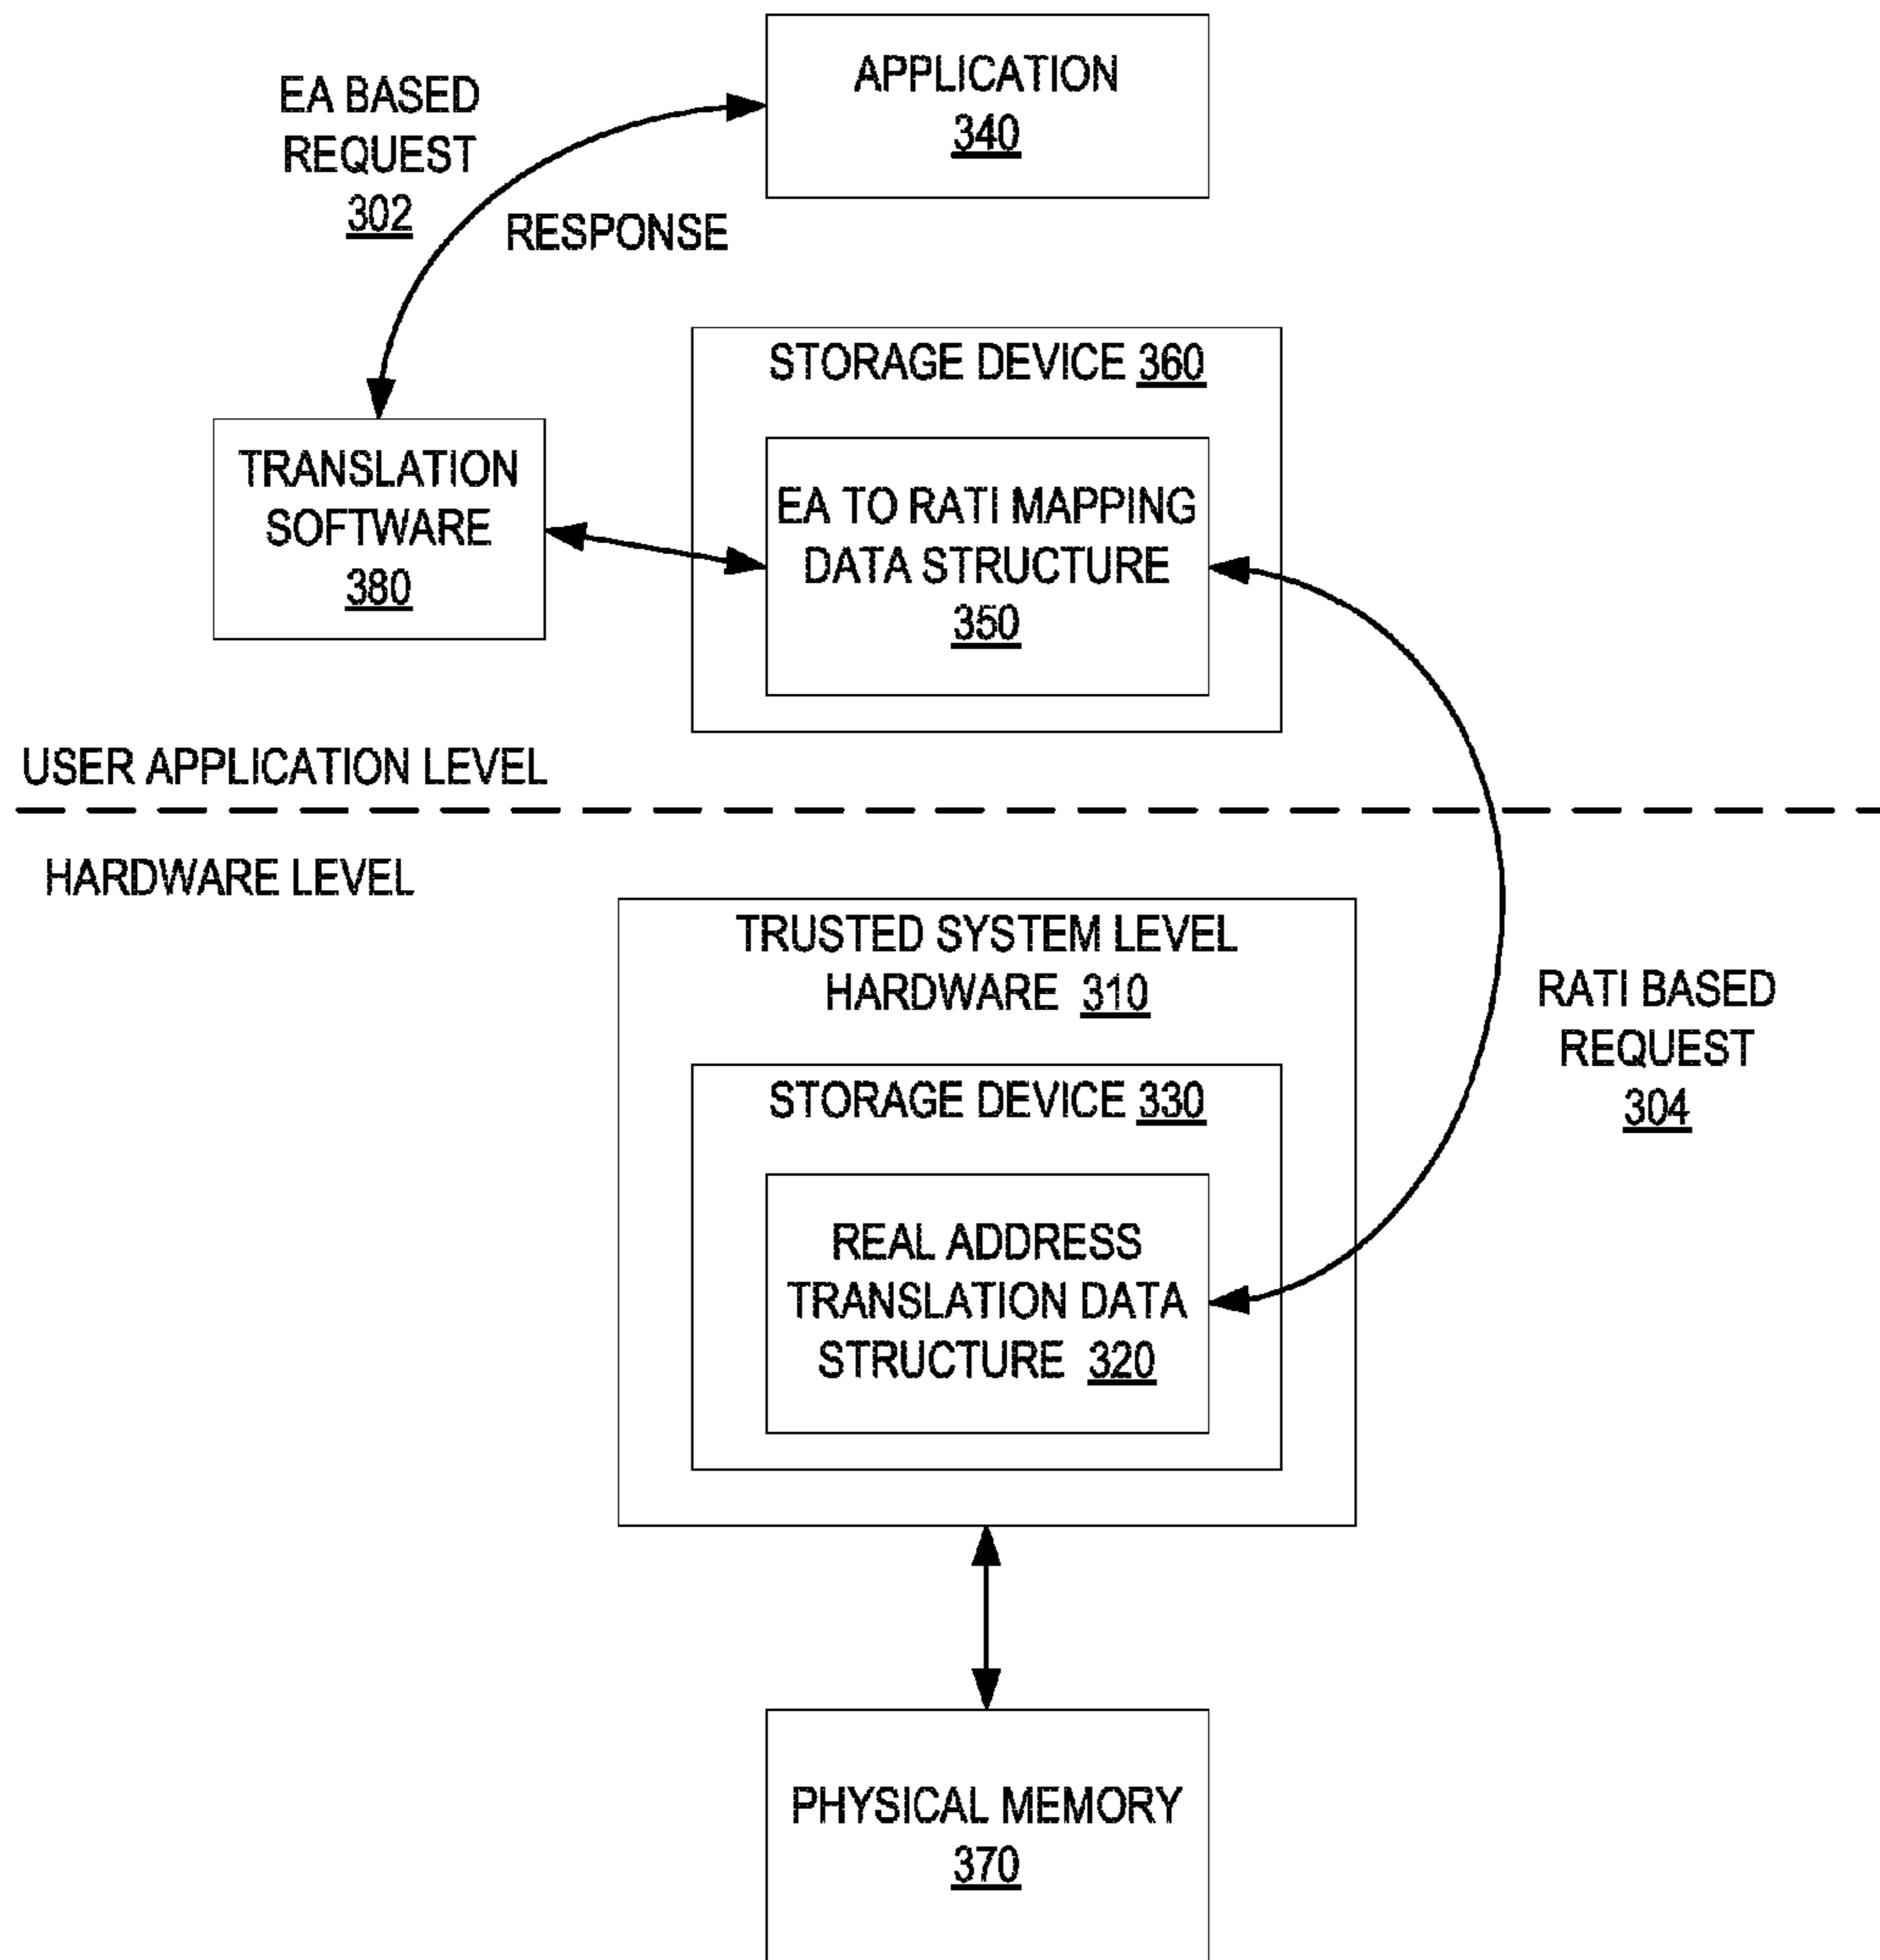 APPLICATION
340
EA BASED
REQUEST
302
RESPONSE
STORAGE DEVICE 360
TRANSLATION
SOFTWARE
380
EA TO RATI MAPPING
DATA STRUCTURE
350
USER APPLICATION LEVEL
HARDWARE LEVEL
TRUSTED SYSTEM LEVEL
HARDWARE 310
RATI BASED
REQUEST
304
STORAGE DEVICE 330
REAL ADDRESS
TRANSLATION DATA
STRUCTURE 320
PHYSICAL MEMORY
370